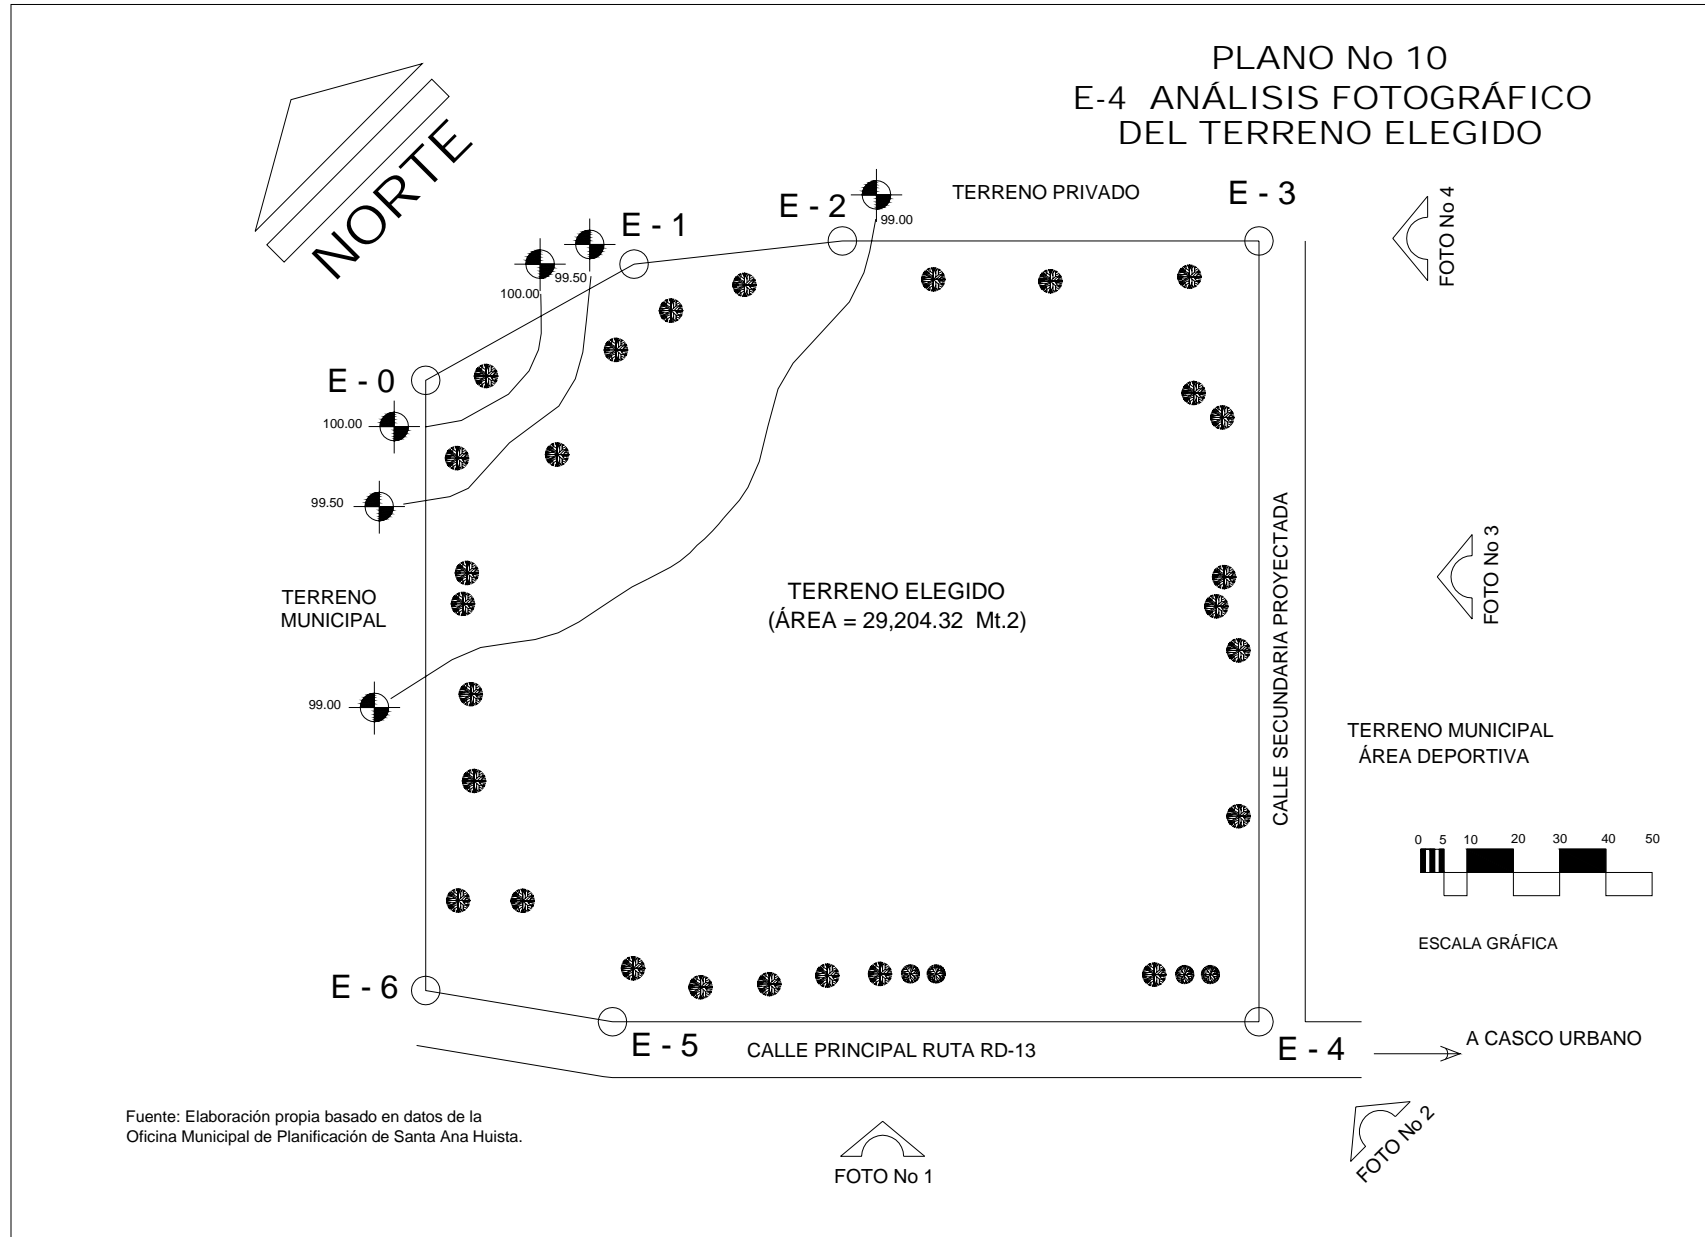 PLANO No 10
E-4 ANÁLISIS FOTOGRÁFICO
DEL TERRENO ELEGIDO
NORTE
E - 2
TERRENO PRIVADO
E - 3
99.00
E - 1
99.50
100.00
FOTO No 4
E - 0
100.00
99.50
TERRENO
MUNICIPAL
99.00
TERRENO ELEGIDO
(ÁREA = 29,204.32 Mt.2)
CALLE SECUNDARIA PROYECTADA
FOTO No 3
TERRENO MUNICIPAL
ÁREA DEPORTIVA
0 5 10 20 30 40 50
ESCALA GRÁFICA
E - 6
E - 5
CALLE PRINCIPAL RUTA RD-13
E - 4
A CASCO URBANO
Fuente: Elaboración propia basado en datos de la
Oficina Municipal de Planificación de Santa Ana Huista.
FOTO No 1
FOTO No 2